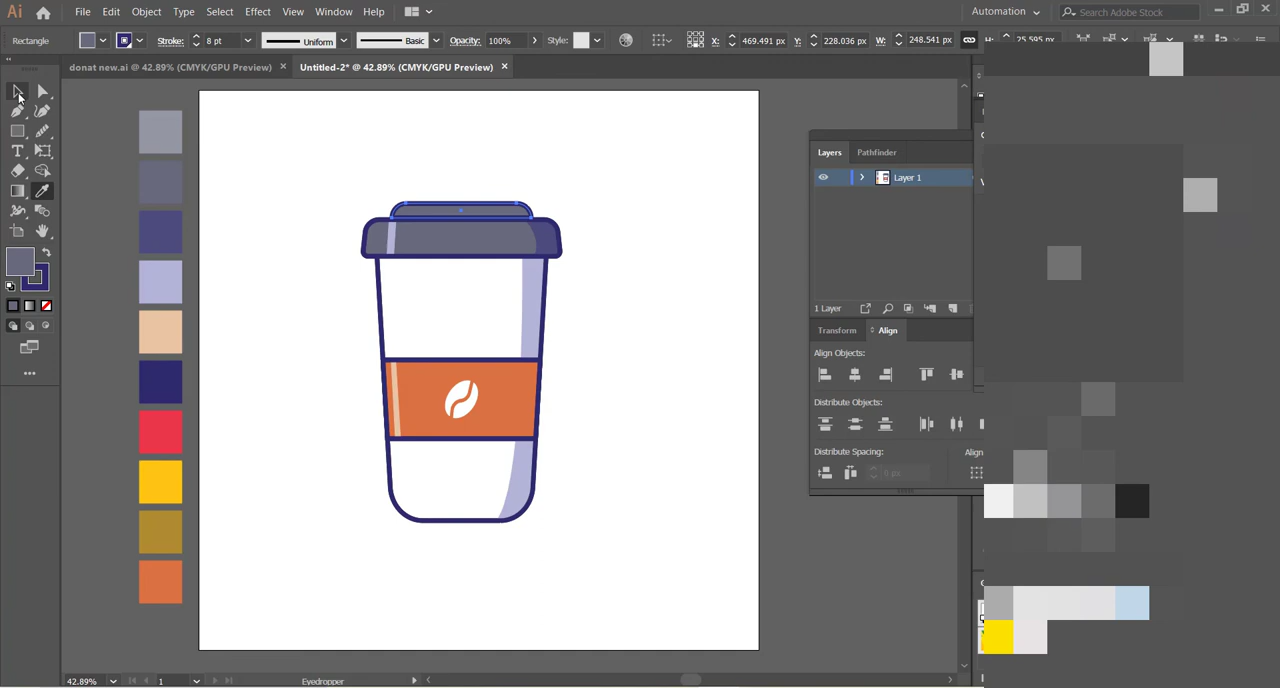 Ai File Edit Object Type Select Effect View Window Help Automation Search Adobe Stock
Rectangle Stroke: 8 pt Uniform Basic Opacity: 100% Style: X: 469.491 px Y: 228.036 px W: 248.541 px H: 25.595 px
donat new.ai @ 42.89% (CMYK/GPU Preview) × Untitled-2* @ 42.89% (CMYK/GPU Preview) ×
Layers Pathfinder
Layer 1
1 Layer
Transform Align
Align Objects:
Distribute Objects:
Distribute Spacing: Align
0 px
42.89% 1 Eyedropper